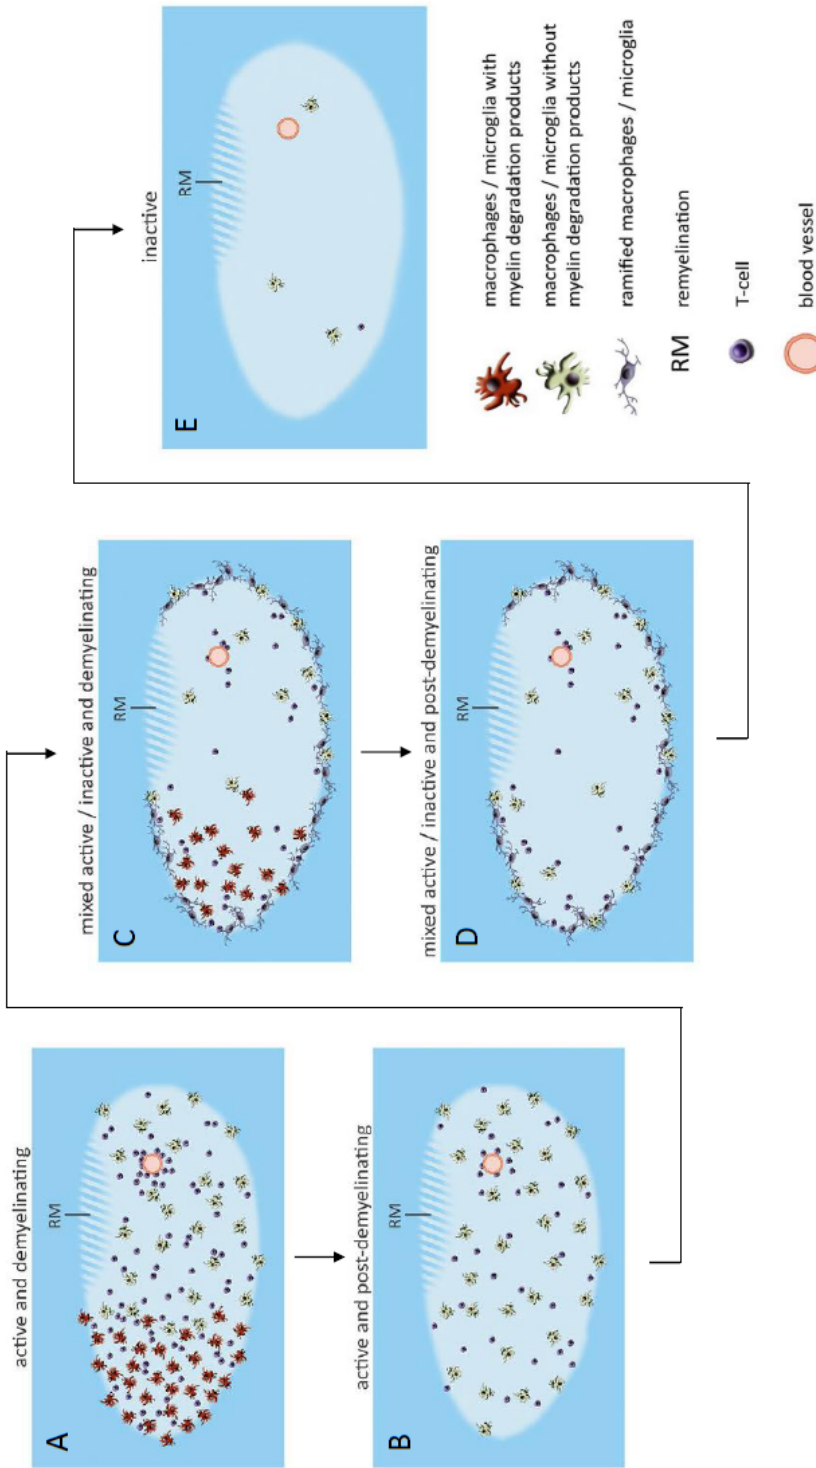 active and demyelinating
A
RM
active and post-demyelinating
B
RM
mixed active / inactive and demyelinating
C
RM
mixed active / inactive and post-demyelinating
D
RM
inactive
E
RM
macrophages / microglia with
myelin degradation products
macrophages / microglia without
myelin degradation products
ramified macrophages / microglia
RM
remyelination
T-cell
blood vessel